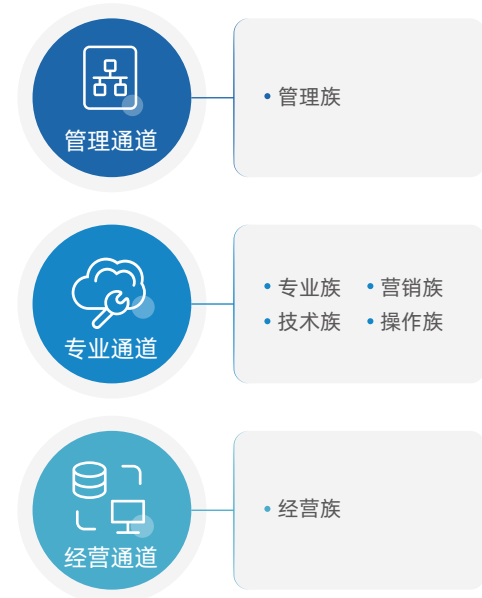 管理通道
• 管理族
专业通道
• 专业族 • 营销族
• 技术族 • 操作族
经营通道
• 经营族